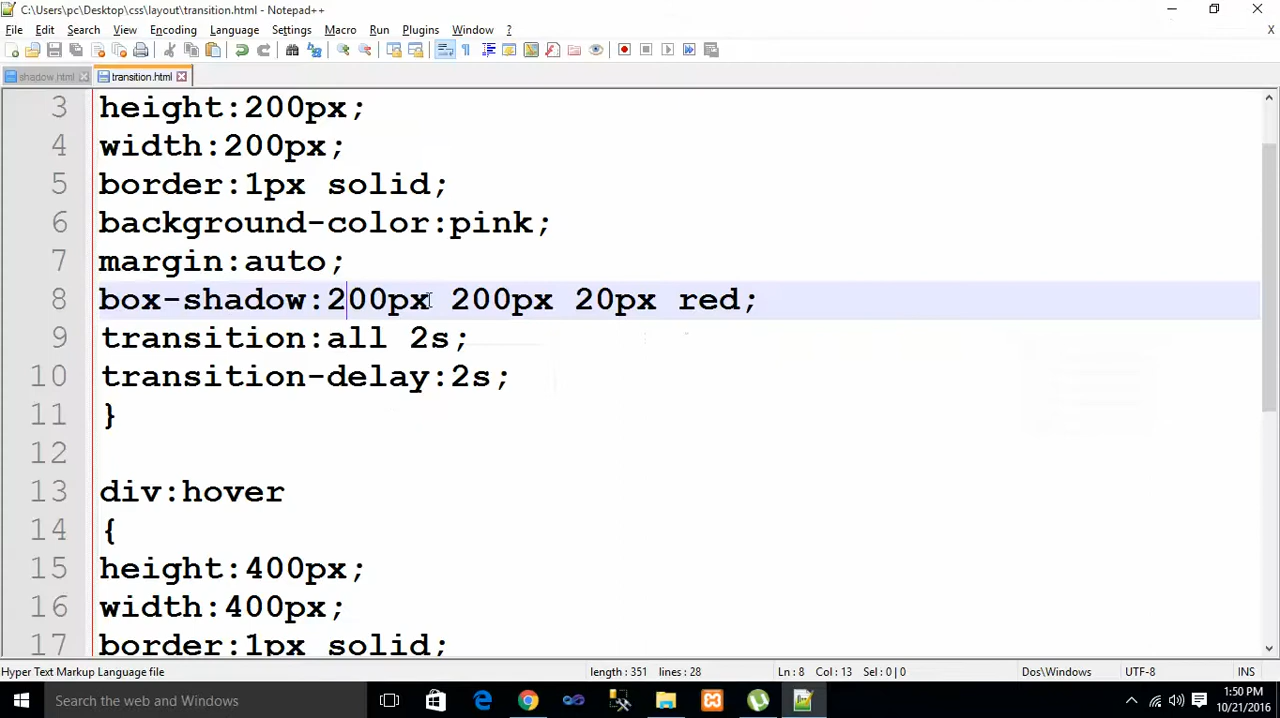 C:\Users\pc\Desktop\css\layout\transition.html - Notepad++
File Edit Search View Encoding Language Settings Macro Run Plugins Window ?
X
shadow.html transition.html
3 height:200px;
4 width:200px;
5 border:1px solid;
6 background-color:pink;
7 margin:auto;
8 box-shadow:200px 200px 20px red;
9 transition:all 2s;
10 transition-delay:2s;
11 }
12
13 div:hover
14 {
15 height:400px;
16 width:400px;
17 border:1px solid;
Hyper Text Markup Language file length : 351 lines : 28 Ln : 8 Col : 13 Sel : 0 | 0 Dos\Windows UTF-8 INS
Search the web and Windows
1:50 PM
10/21/2016